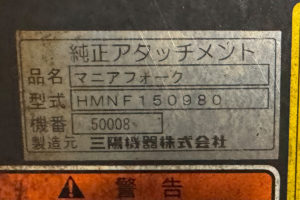 純正アタッチメント
品名 マニアフォーク
型式 HMNF150980
機番 50008
製造元 三陽機器株式会社
警告